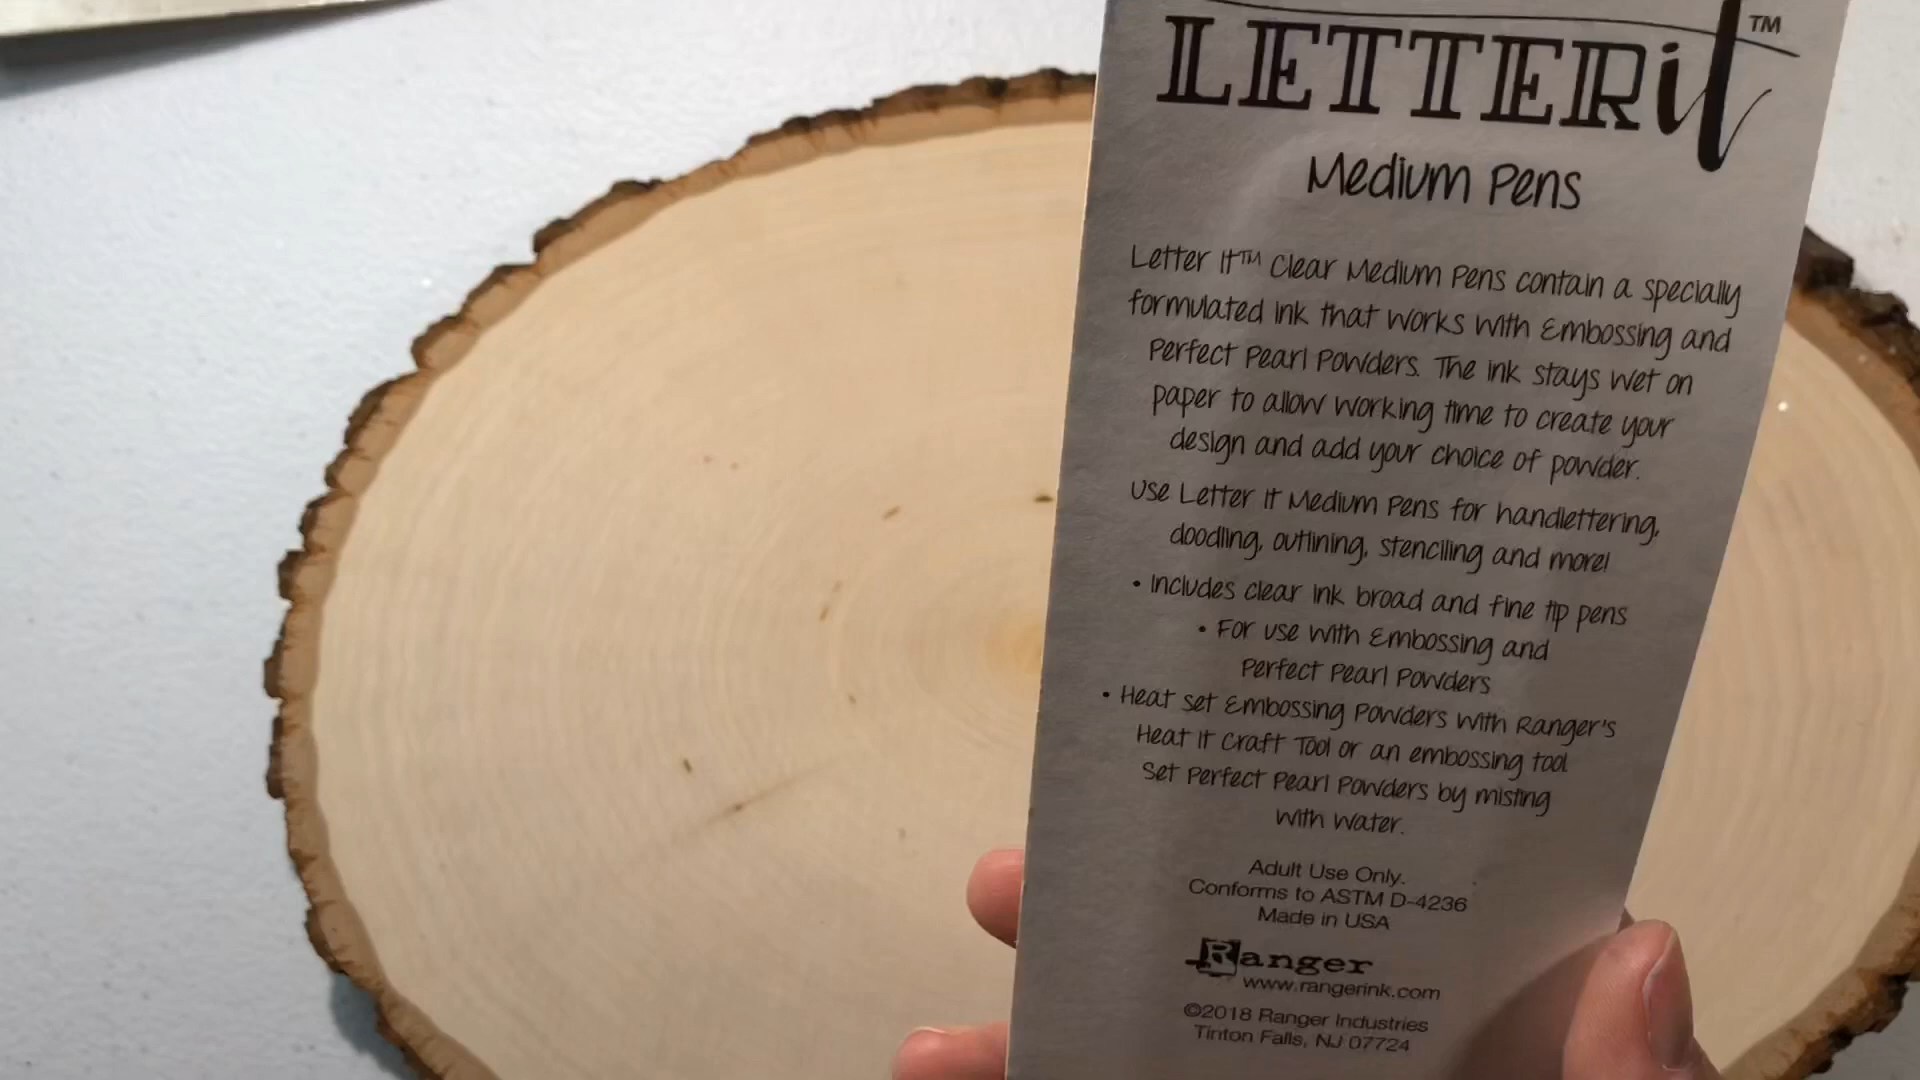 LETTERit™
Medium Pens
Letter It™ Clear Medium Pens contain a specially
formulated ink that works with Embossing and
Perfect Pearl Powders. The ink stays wet on
paper to allow working time to create your
design and add your choice of powder.
Use Letter It Medium Pens for handlettering,
doodling, outlining, stenciling and more!
• Includes clear ink broad and fine tip pens
• For use with Embossing and
Perfect Pearl Powders
• Heat set Embossing Powders with Ranger's
Heat It Craft Tool or an embossing tool.
Set Perfect Pearl Powders by misting
with water.
Adult Use Only.
Conforms to ASTM D-4236
Made in USA
Ranger
www.rangerink.com
©2018 Ranger Industries
Tinton Falls, NJ 07724